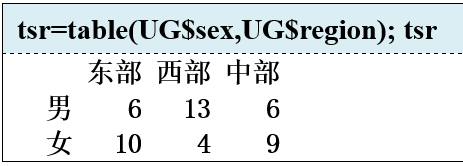 tsr=table(UG$sex,UG$region); tsr
东部 西部 中部
男 6 13 6
女 10 4 9